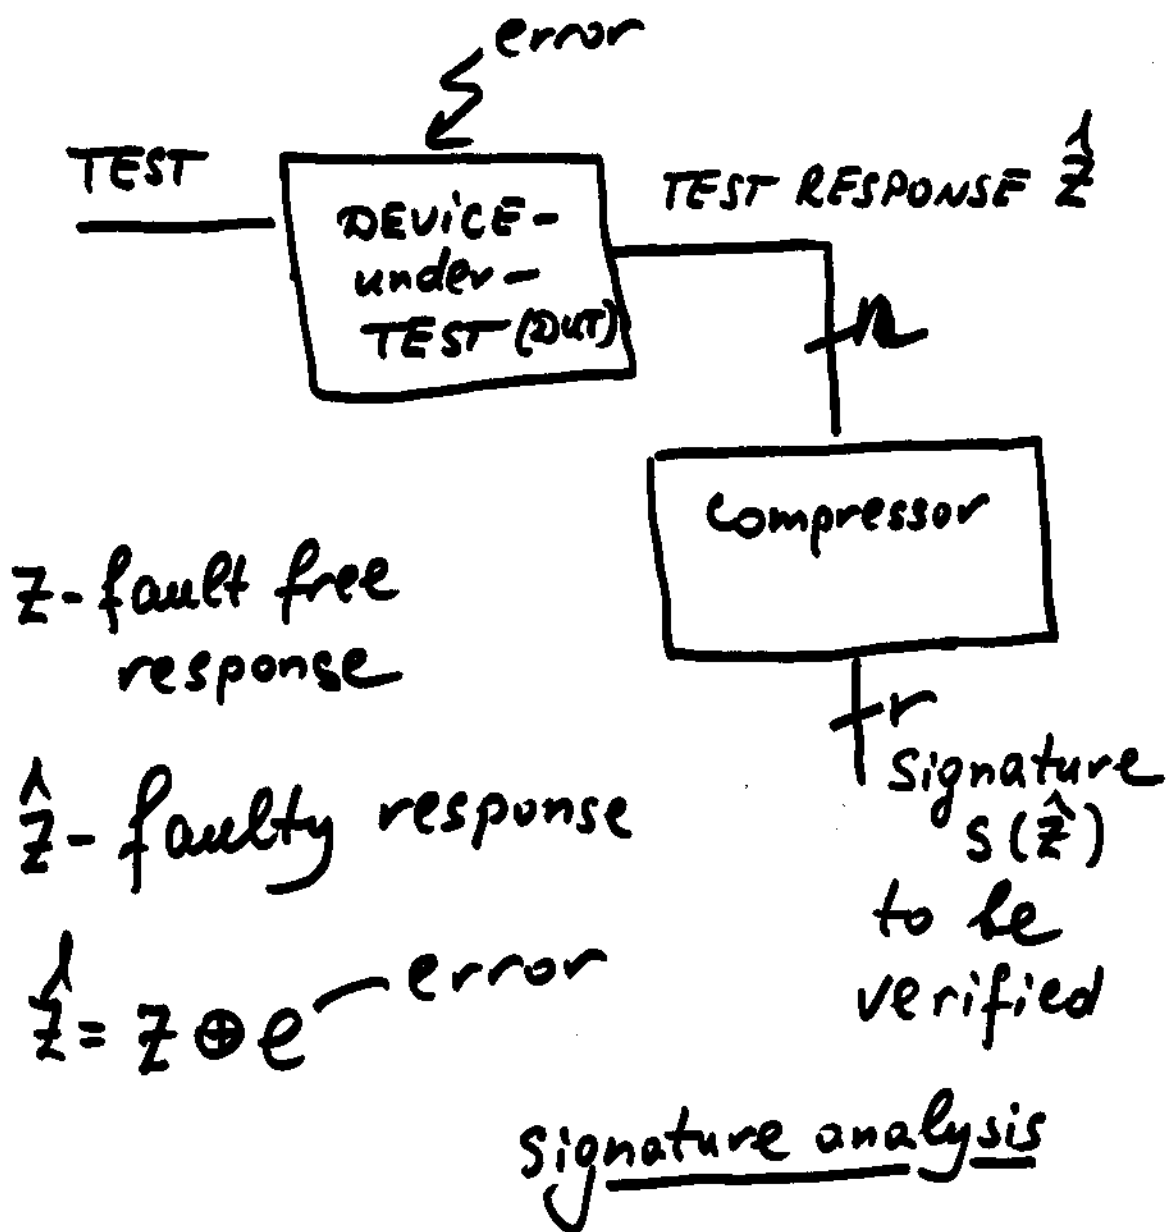 error
TEST
DEVICE-
under-
TEST (DUT)
TEST RESPONSE ẑ
n
Compressor
r
Signature
S(ẑ)
to be
verified
z - fault free
response
ẑ - faulty response
ẑ = z ⊕ e error
signature analysis